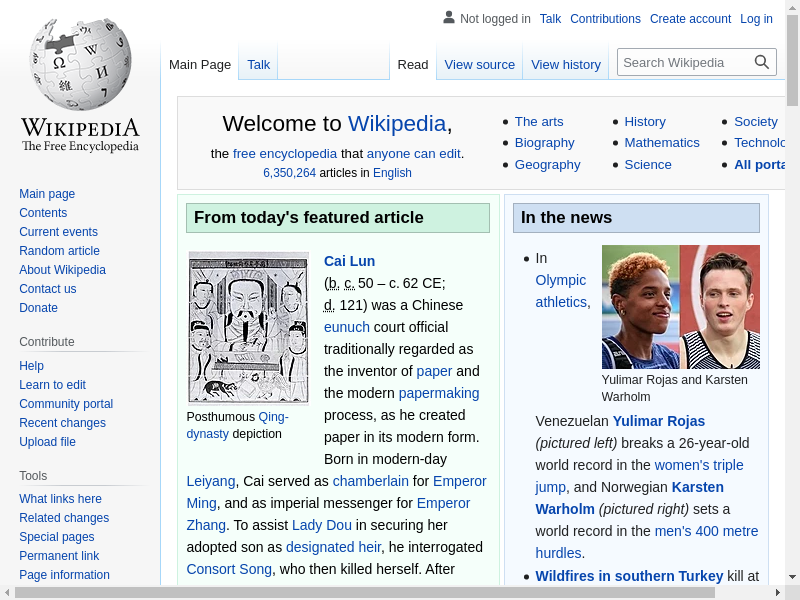 Not logged in Talk Contributions Create account Log in
Main Page Talk Read View source View history Search Wikipedia
WIKIPEDIA
The Free Encyclopedia
Main page
Contents
Current events
Random article
About Wikipedia
Contact us
Donate
Contribute
Help
Learn to edit
Community portal
Recent changes
Upload file
Tools
What links here
Related changes
Special pages
Permanent link
Page information
Welcome to Wikipedia,
the free encyclopedia that anyone can edit.
6,350,264 articles in English
The arts
Biography
Geography
History
Mathematics
Science
Society
Technolo
All porta
From today's featured article
Posthumous Qing-
dynasty depiction
Cai Lun
(b. c. 50 – c. 62 CE;
d. 121) was a Chinese
eunuch court official
traditionally regarded as
the inventor of paper and
the modern papermaking
process, as he created
paper in its modern form.
Born in modern-day
Leiyang, Cai served as chamberlain for Emperor
Ming, and as imperial messenger for Emperor
Zhang. To assist Lady Dou in securing her
adopted son as designated heir, he interrogated
Consort Song, who then killed herself. After
In the news
In
Olympic
athletics,
Yulimar Rojas and Karsten
Warholm
Venezuelan Yulimar Rojas
(pictured left) breaks a 26-year-old
world record in the women's triple
jump, and Norwegian Karsten
Warholm (pictured right) sets a
world record in the men's 400 metre
hurdles.
Wildfires in southern Turkey kill at